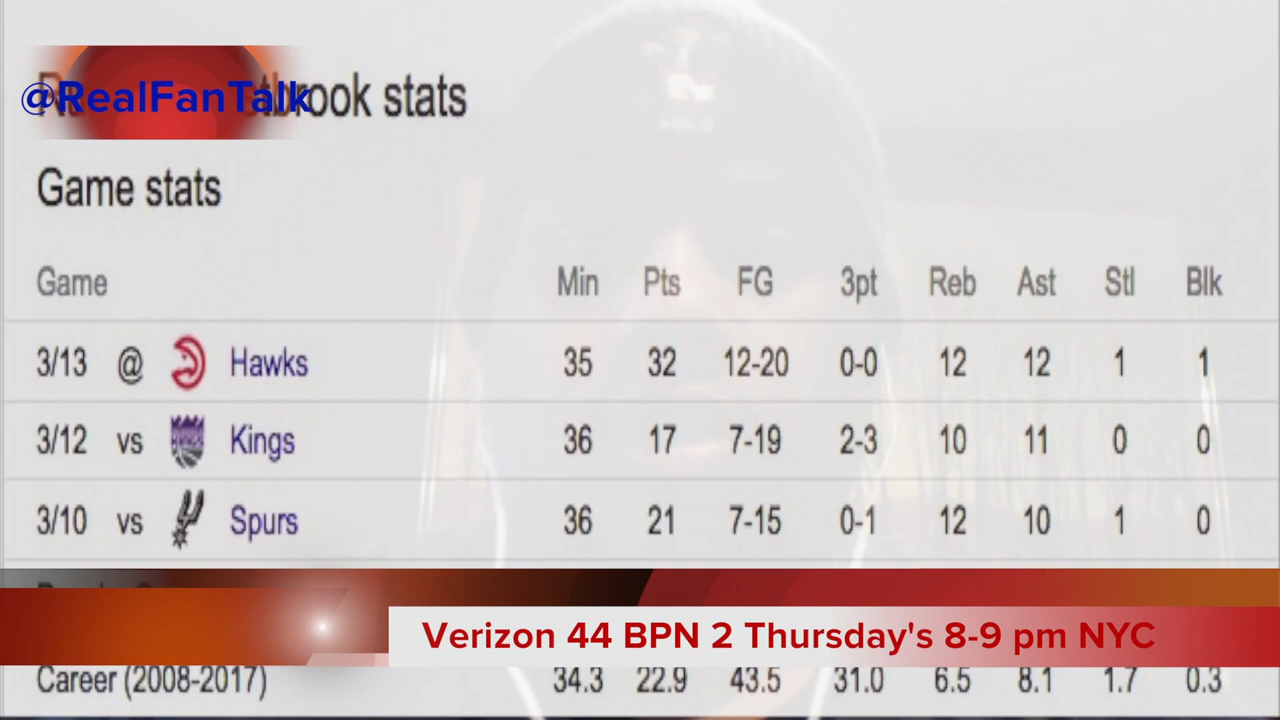 @RealFanTalk
brook stats
Game stats
Game Min Pts FG 3pt Reb Ast Stl Blk
3/13 @ Hawks 35 32 12-20 0-0 12 12 1 1
3/12 vs Kings 36 17 7-19 2-3 10 11 0 0
3/10 vs Spurs 36 21 7-15 0-1 12 10 1 0
Verizon 44 BPN 2 Thursday's 8-9 pm NYC
Career (2008-2017) 34.3 22.9 43.5 31.0 6.5 8.1 1.7 0.3